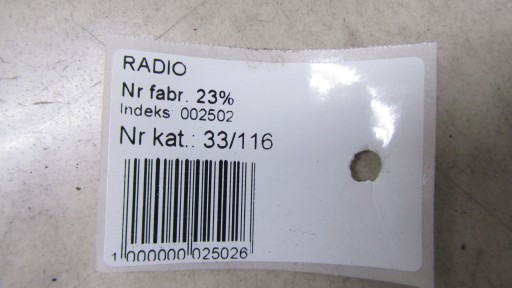 RADIO
Nr fabr. 23%
Indeks: 002502
Nr kat.: 33/116
1 000000 025026